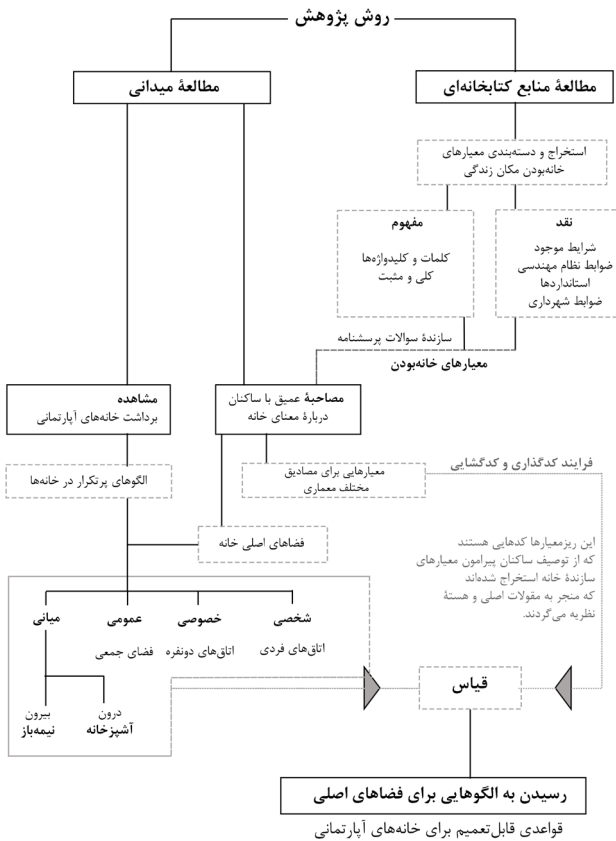 روش پژوهش
مطالعهٔ منابع کتابخانه‌ای
مطالعهٔ میدانی
استخراج و دسته‌بندی معیارهای
خانه‌بودن مکان زندگی
نقد
شرایط موجود
ضوابط نظام مهندسی
استانداردها
ضوابط شهرداری
مفهوم
کلمات و کلیدواژه‌ها
کلی و مثبت
سازندهٔ سوالات پرسشنامه
معیارهای خانه‌بودن
مصاحبهٔ عمیق با ساکنان
دربارهٔ معنای خانه
مشاهده
برداشت خانه‌های آپارتمانی
فرایند کدگذاری و کدگشایی
معیارهایی برای مصادیق
مختلف معماری
الگوهای پرتکرار در خانه‌ها
فضاهای اصلی خانه
این ریزمعیارها کدهایی هستند
که از توصیف ساکنان پیرامون معیارهای
سازندهٔ خانه استخراج شده‌اند
که منجر به مقولات اصلی و هستهٔ
نظریه می‌گردند.
شخصی
اتاق‌های فردی
خصوصی
اتاق‌های دونفره
عمومی
فضای جمعی
میانی
درون
آشپزخانه
بیرون
نیمه‌باز
قیاس
رسیدن به الگوهایی برای فضاهای اصلی
قواعدی قابل‌تعمیم برای خانه‌های آپارتمانی